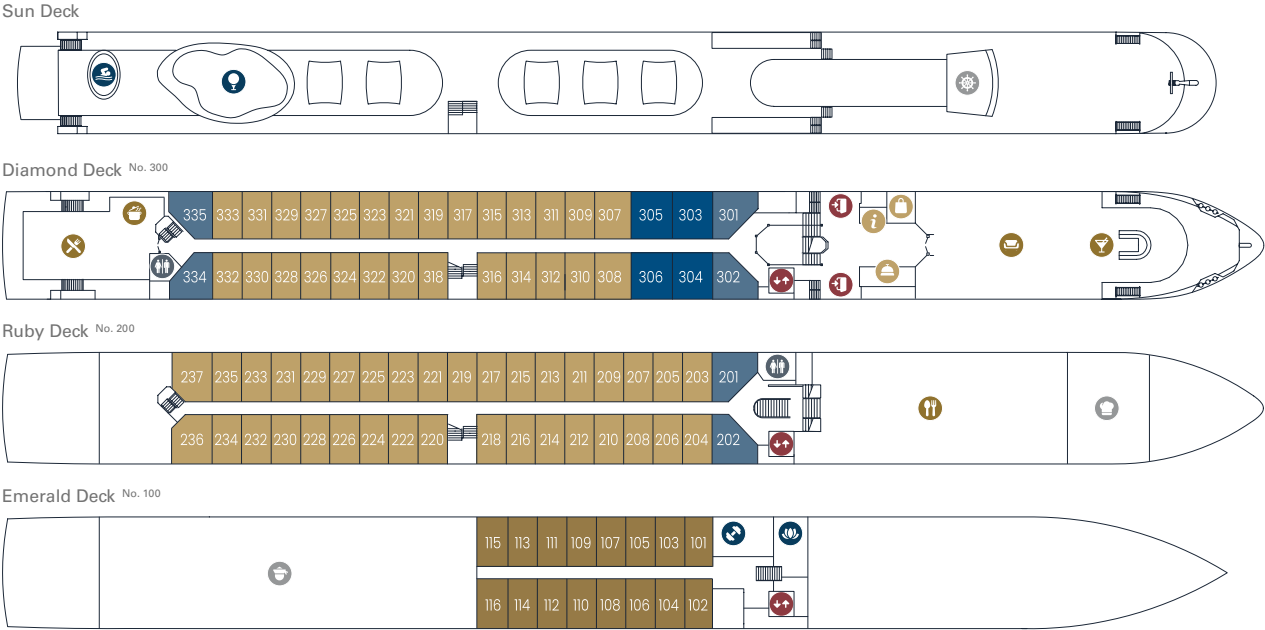 Sun Deck
Diamond Deck No. 300
335 333 331 329 327 325 323 321 319 317 315 313 311 309 307 305 303 301
334 332 330 328 326 322 320 318 316 314 312 310 308 306 304 302
Ruby Deck No. 200
237 235 233 231 229 227 225 223 221 219 217 215 213 211 209 207 205 203 201
236 234 232 230 228 226 224 222 220 218 216 214 212 210 208 206 204 202
Emerald Deck No. 100
115 113 111 109 107 105 103 101
116 114 112 110 108 106 104 102